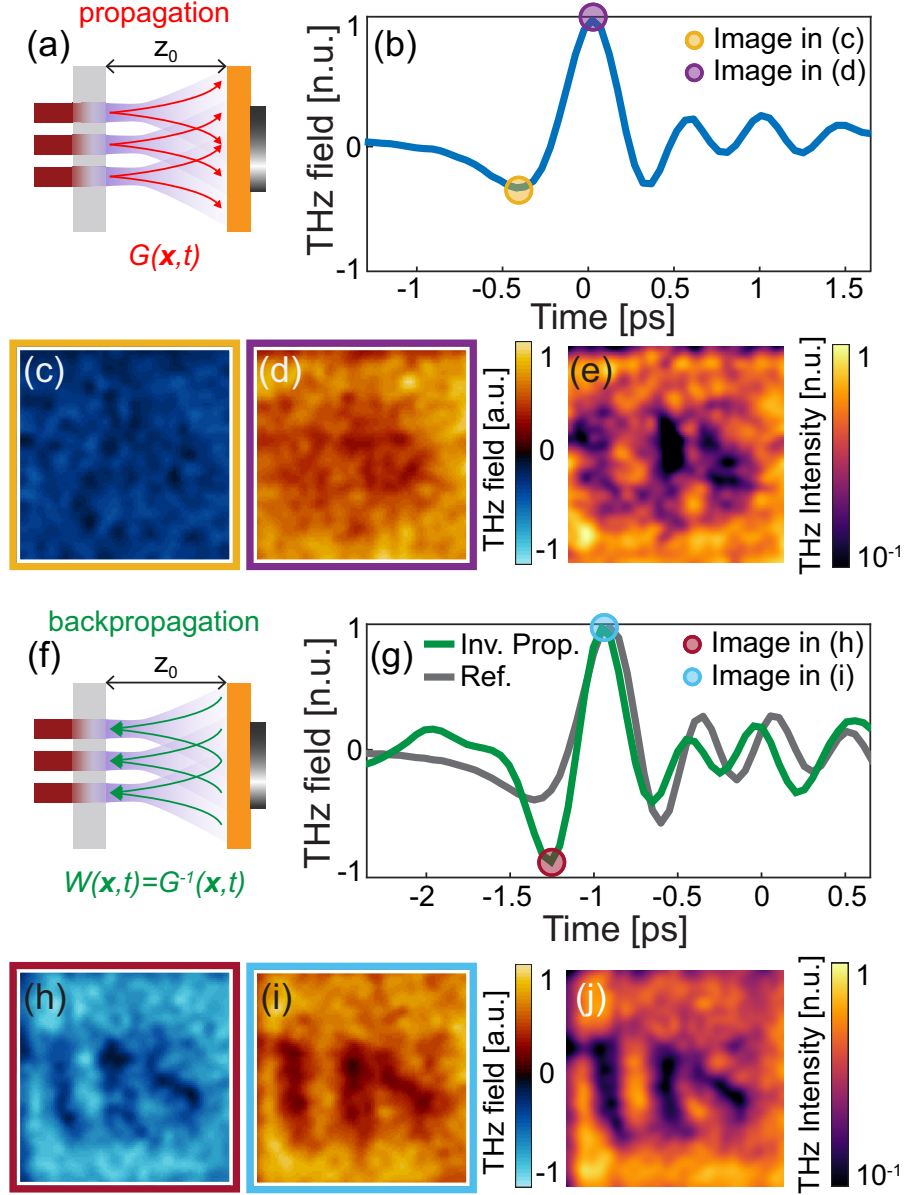 propagation
(a)
z0
G(x,t)
(b)
THz field [n.u.]
1
0
-1
Image in (c)
Image in (d)
-1
-0.5
0
0.5
1
1.5
Time [ps]
(c)
(d)
1
0
-1
THz field [a.u.]
(e)
THz Intensity [n.u.]
1
10-1
backpropagation
(f)
z0
W(x,t)=G-1(x,t)
(g)
THz field [n.u.]
1
0
-1
Inv. Prop.
Ref.
Image in (h)
Image in (i)
-2
-1.5
-1
-0.5
0
0.5
Time [ps]
(h)
(i)
1
0
-1
THz field [a.u.]
(j)
THz Intensity [n.u.]
1
10-1